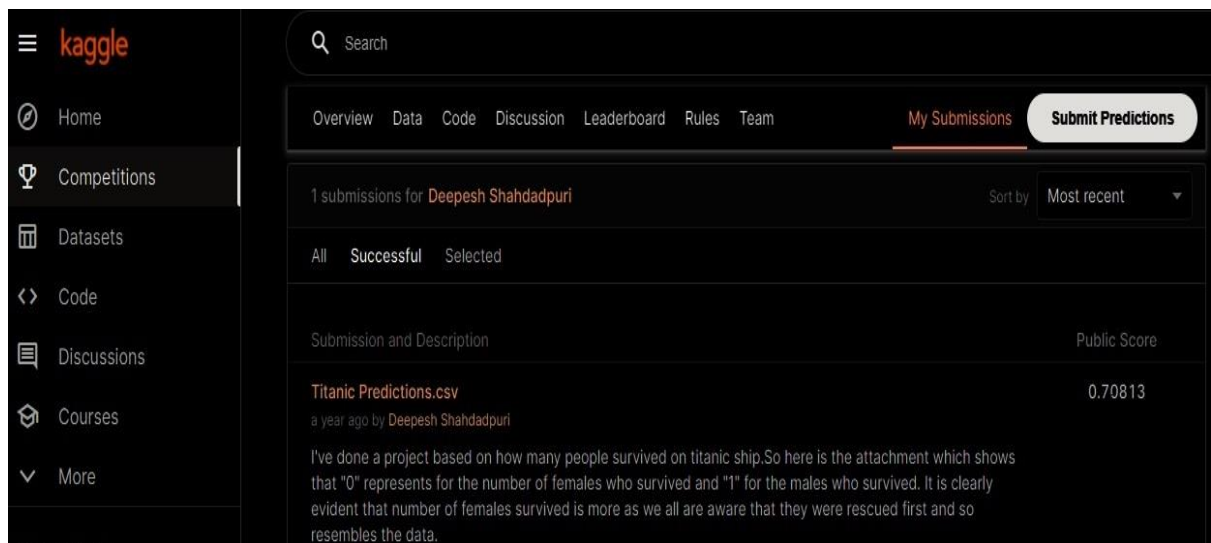 kaggle
Search
Home
Competitions
Datasets
Code
Discussions
Courses
More
Overview Data Code Discussion Leaderboard Rules Team My Submissions Submit Predictions
1 submissions for Deepesh Shahdadpuri Sort by Most recent
All Successful Selected
Submission and Description Public Score
Titanic Predictions.csv 0.70813
a year ago by Deepesh Shahdadpuri
I've done a project based on how many people survived on titanic ship.So here is the attachment which shows
that "0" represents for the number of females who survived and "1" for the males who survived. It is clearly
evident that number of females survived is more as we all are aware that they were rescued first and so
resembles the data.